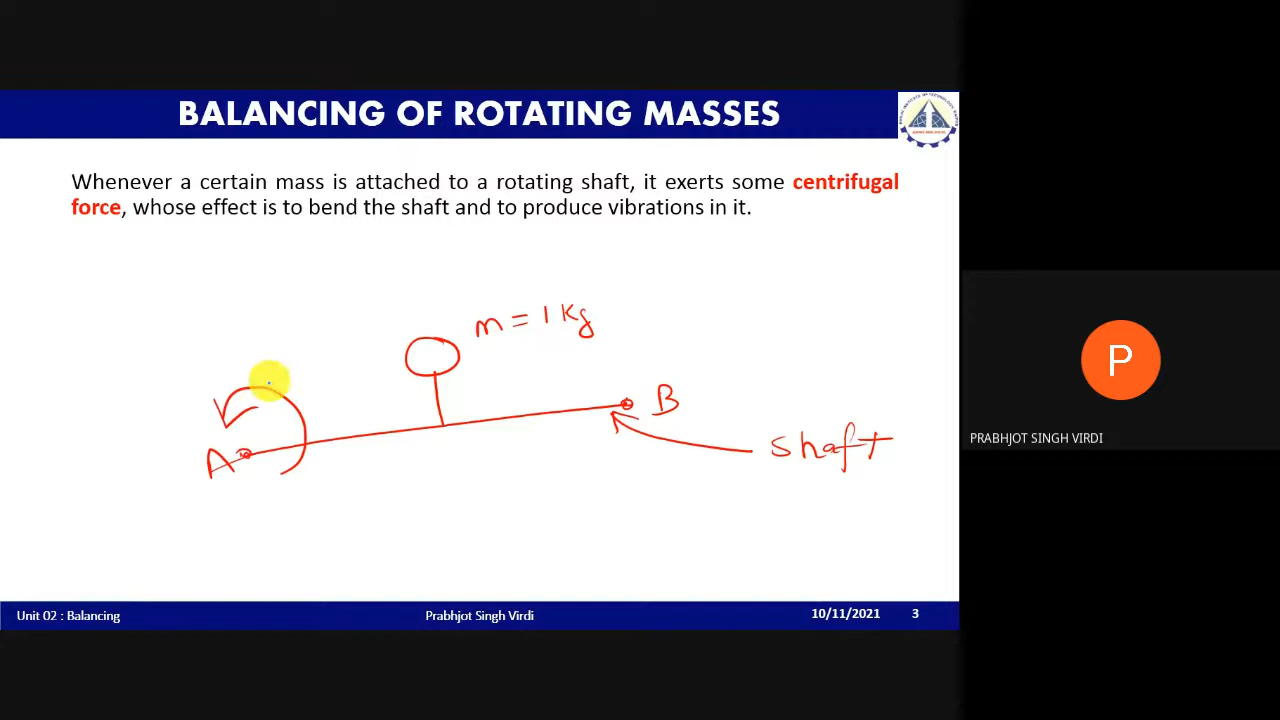 BALANCING OF ROTATING MASSES
Whenever a certain mass is attached to a rotating shaft, it exerts some centrifugal
force, whose effect is to bend the shaft and to produce vibrations in it.
m = 1 kg
B
A
shaft
P
PRABHJOT SINGH VIRDI
Unit 02 : Balancing
Prabhjot Singh Virdi
10/11/2021
3